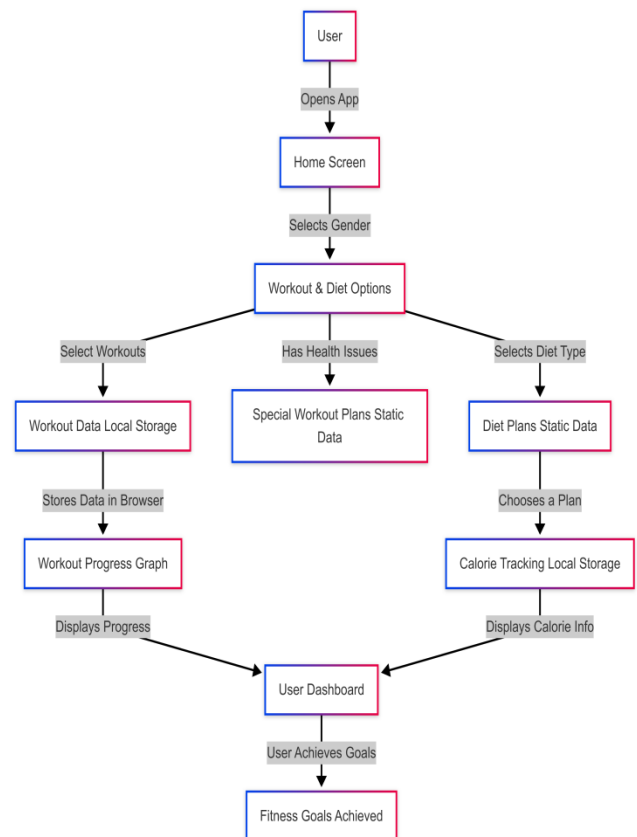 User
Opens App
Home Screen
Selects Gender
Workout & Diet Options
Select Workouts
Has Health Issues
Selects Diet Type
Workout Data Local Storage
Special Workout Plans Static
Data
Diet Plans Static Data
Stores Data in Browser
Chooses a Plan
Workout Progress Graph
Calorie Tracking Local Storage
Displays Progress
Displays Calorie Info
User Dashboard
User Achieves Goals
Fitness Goals Achieved